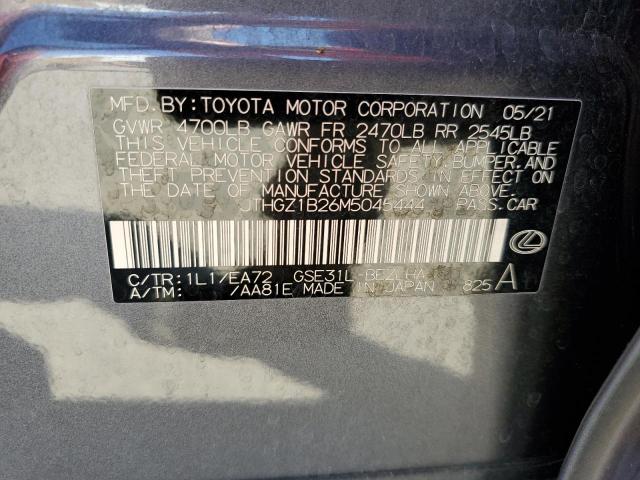 MFD. BY: TOYOTA MOTOR CORPORATION 05/21
GVWR 4700LB GAWR FR 2470LB RR 2545LB
THIS VEHICLE CONFORMS TO ALL APPLICABLE
FEDERAL MOTOR VEHICLE SAFETY, BUMPER, AND
THEFT PREVENTION STANDARDS IN EFFECT ON
THE DATE OF MANUFACTURE SHOWN ABOVE.
JTHGZ1B26M5045444 PASS. CAR
C/TR: 1L1/EA72 GSE31L-
A/TM: /AA81E MADE IN JAPAN 825 A